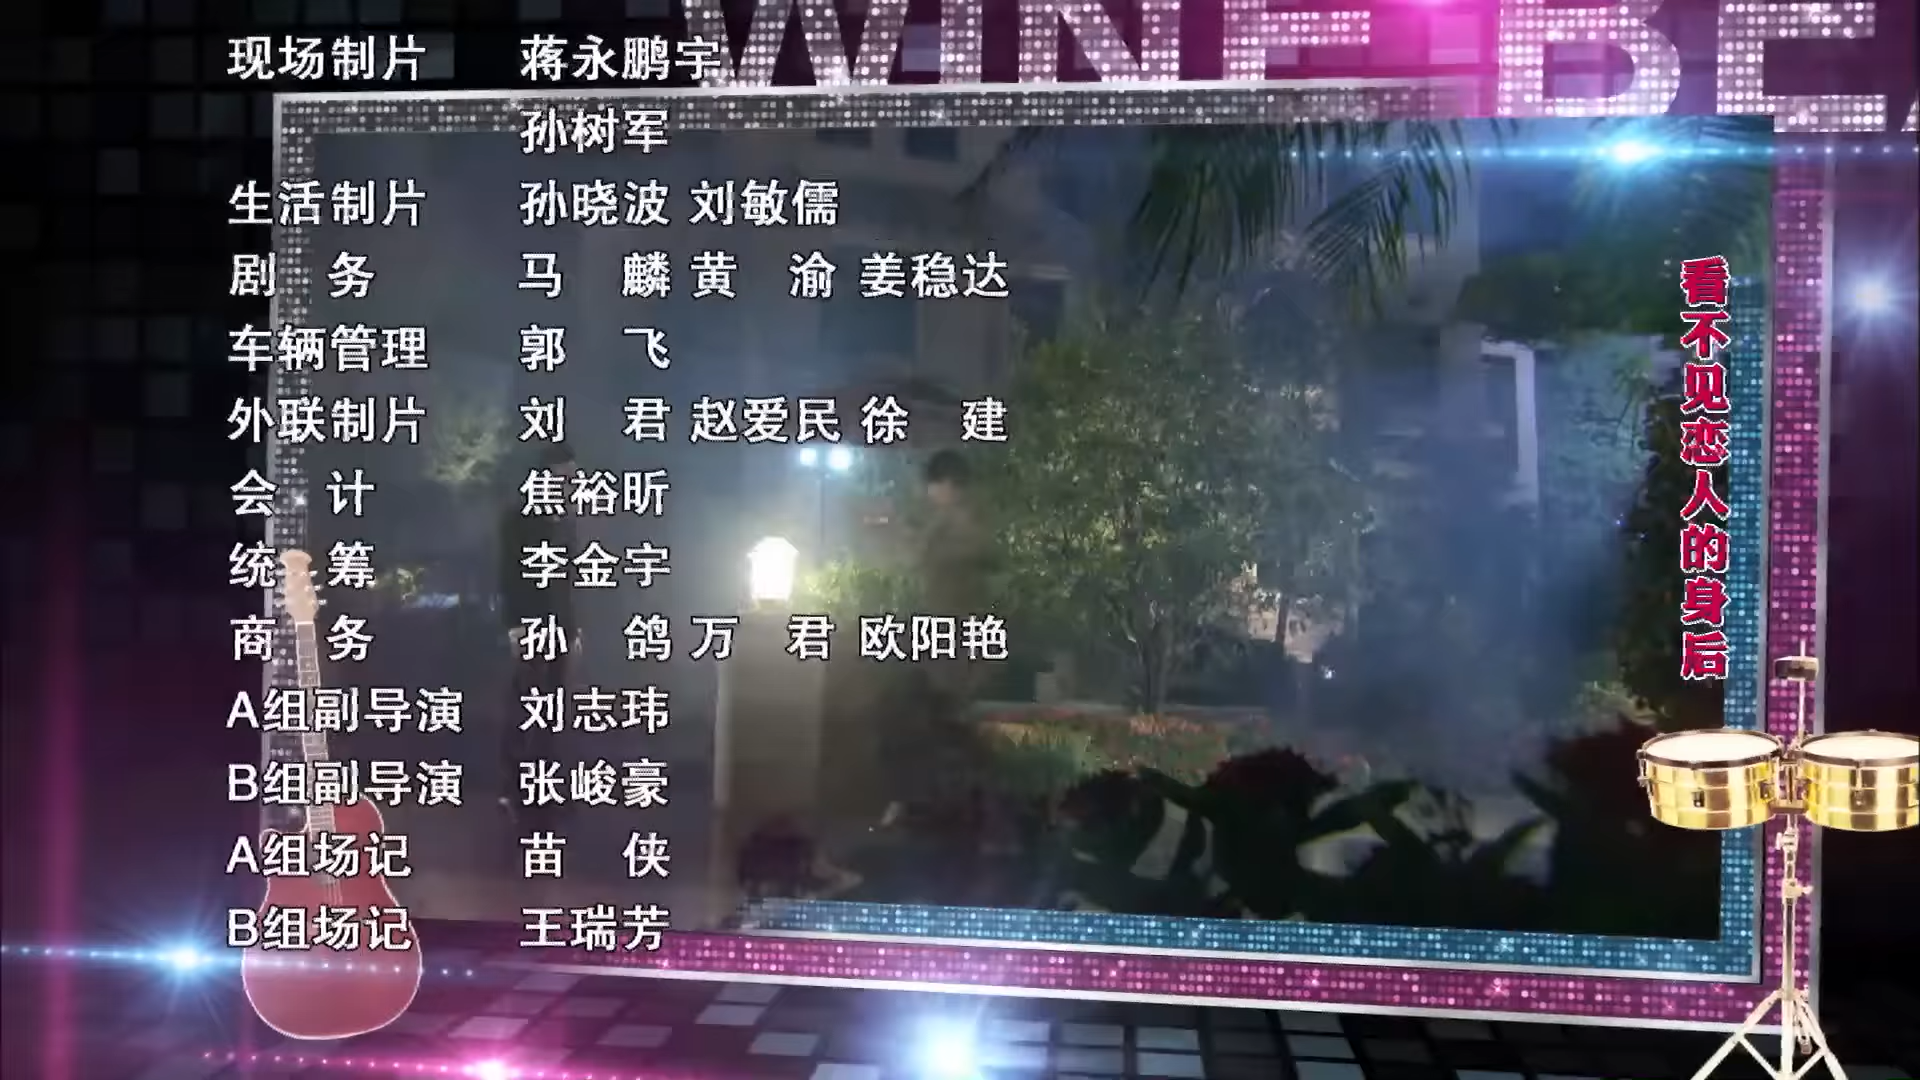 WINE BEA
现场制片 蒋永鹏宇
孙树军
生活制片 孙晓波 刘敏儒
剧 务 马 麟 黄 渝 姜稳达
车辆管理 郭 飞
外联制片 刘 君 赵爱民 徐 建
会 计 焦裕昕
统 筹 李金宇
商 务 孙 鸽 万 君 欧阳艳
A组副导演 刘志玮
B组副导演 张峻豪
A组场记 苗 侠
B组场记 王瑞芳
看不见恋人的身后